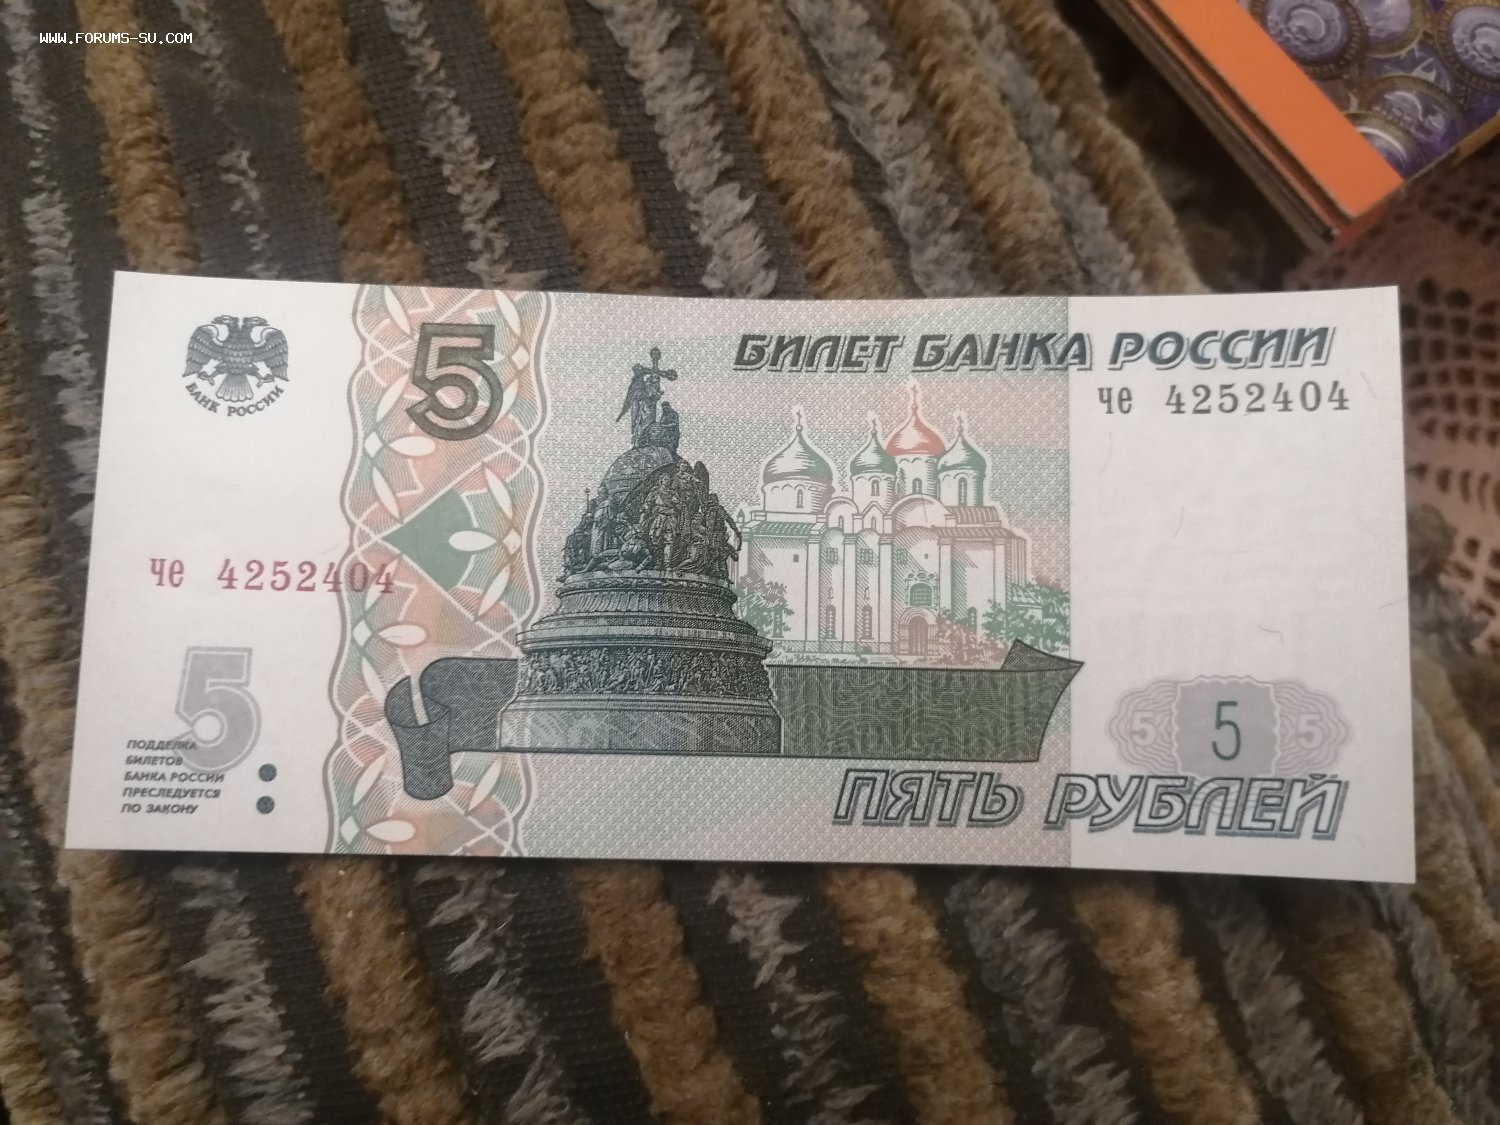 WWW.FORUMS-SU.COM
БИЛЕТ БАНКА РОССИИ
че 4252404
5
БАНК РОССИИ
че 4252404
5
ПОДДЕЛКА
БИЛЕТОВ
БАНКА РОССИИ
ПРЕСЛЕДУЕТСЯ
ПО ЗАКОНУ
5 5 5
ПЯТЬ РУБЛЕЙ